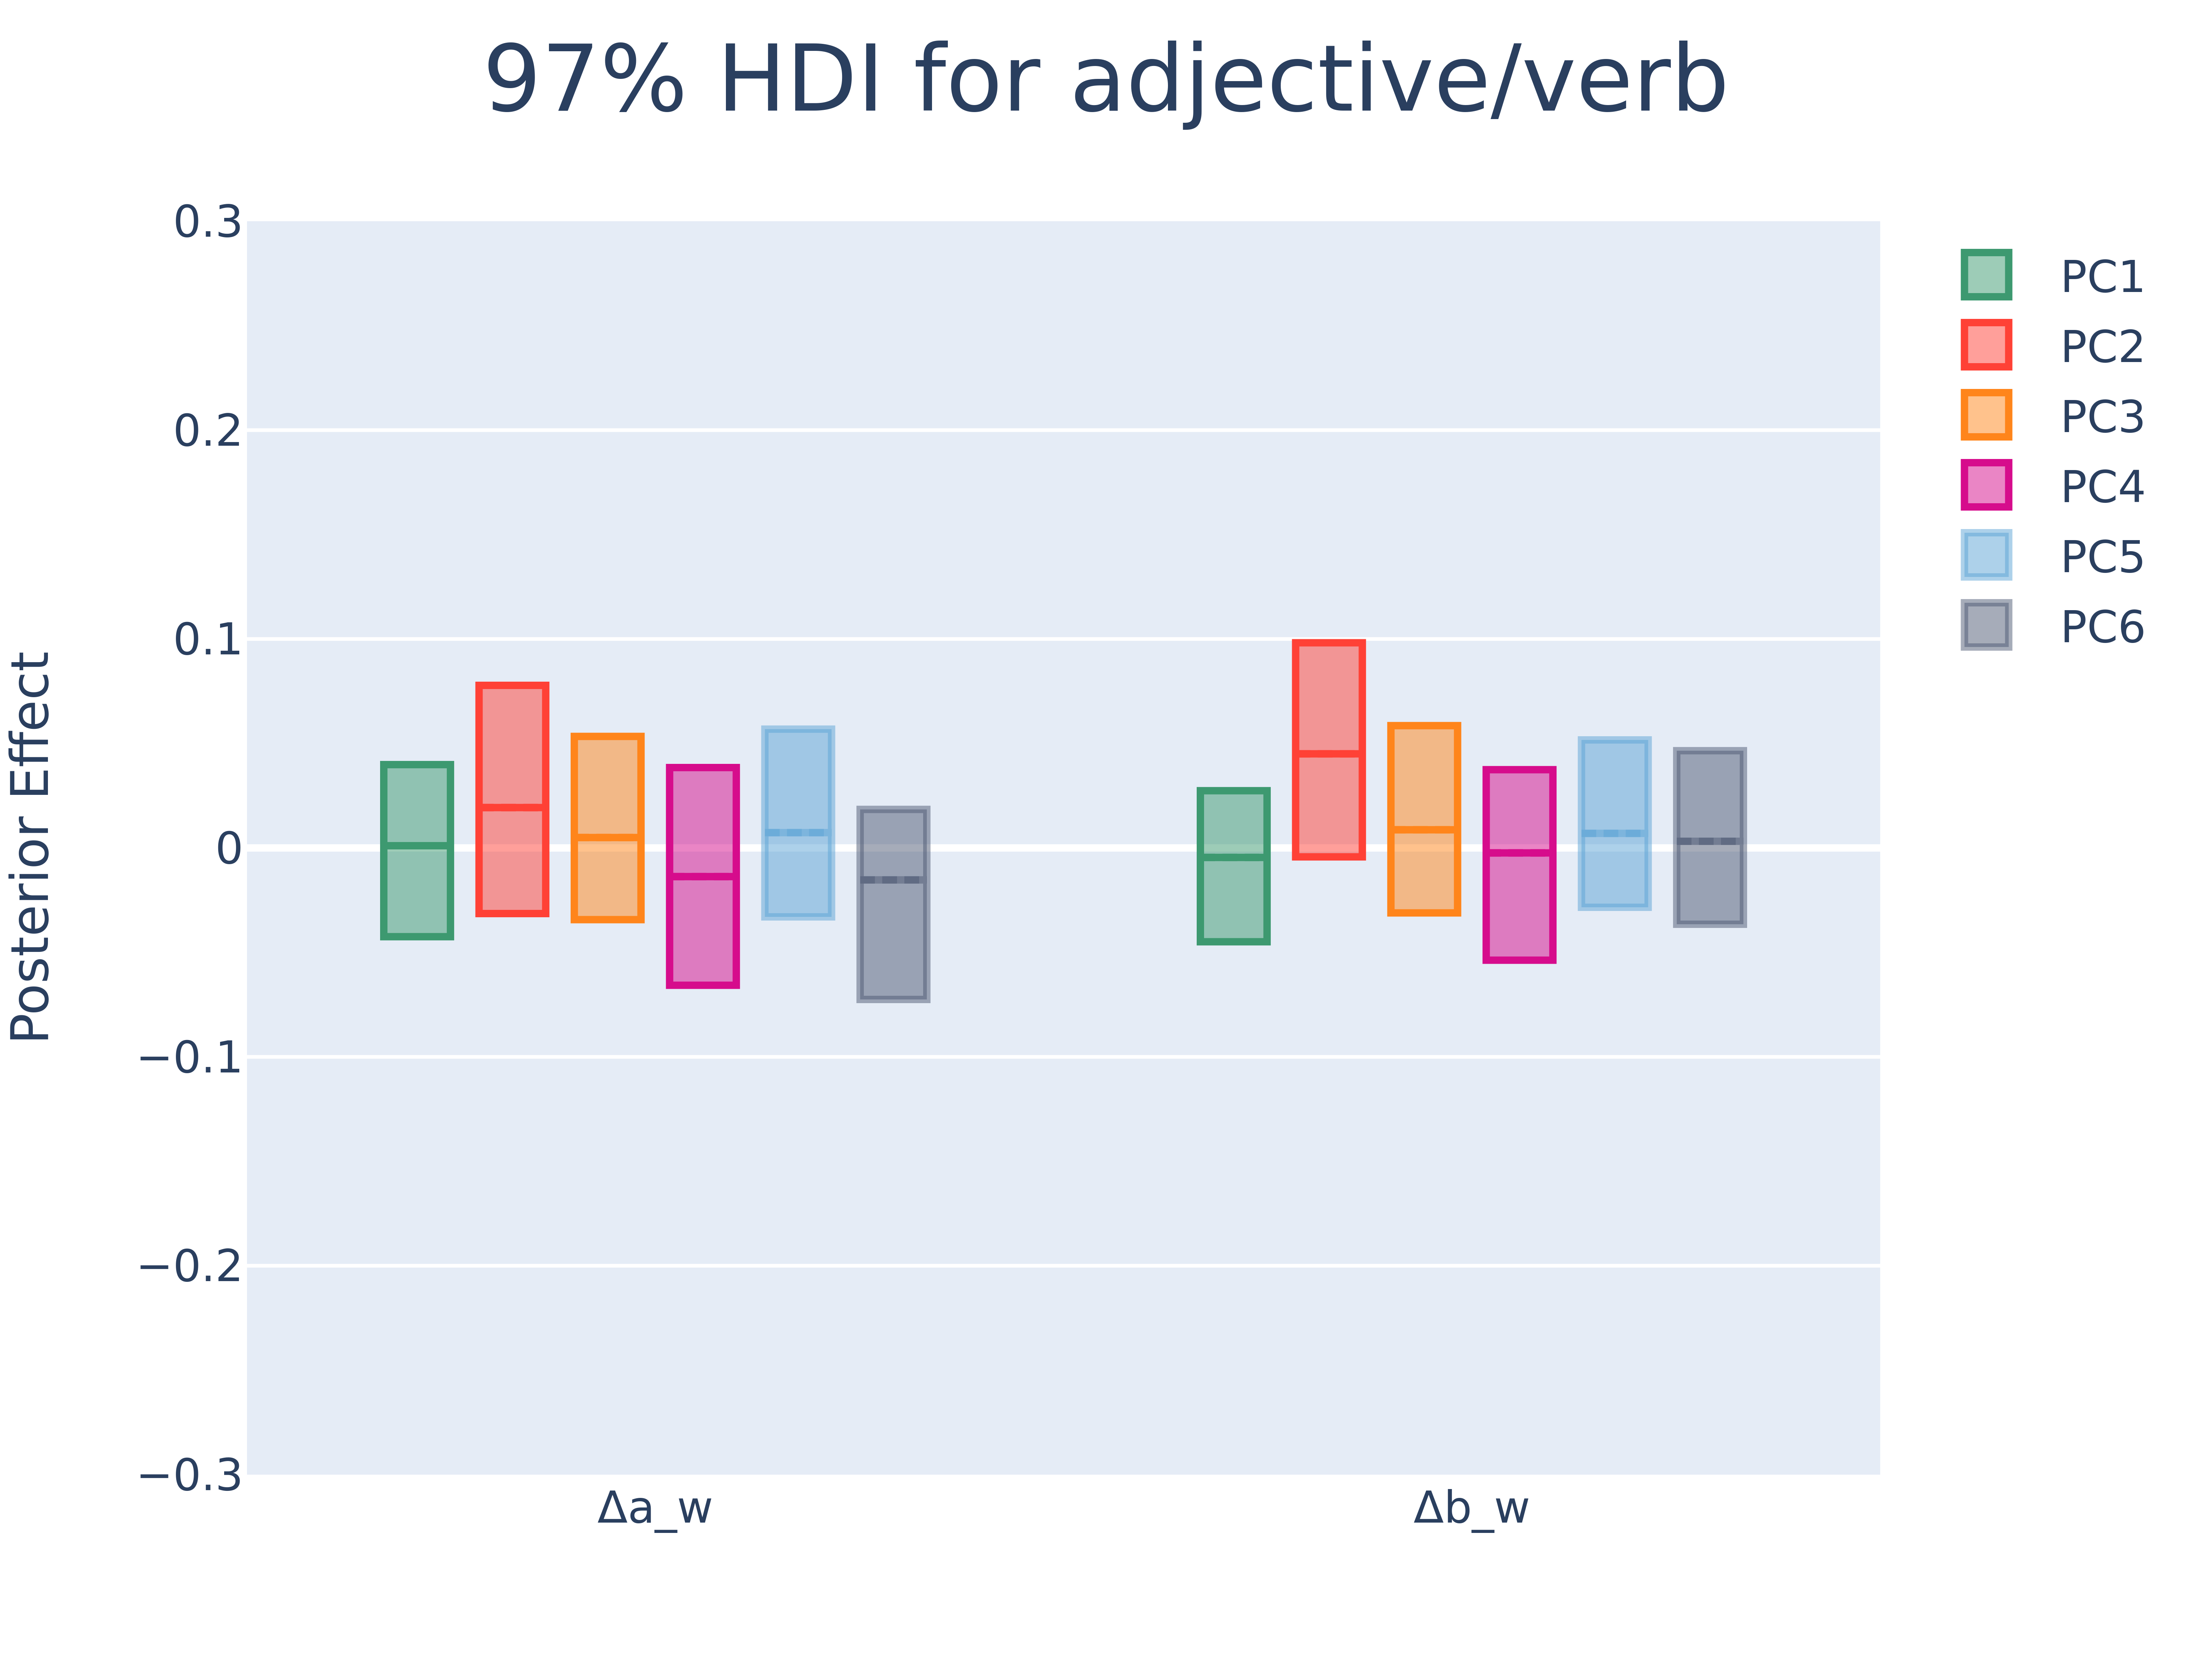 97% HDI for adjective/verb
Posterior Effect
0.3
0.2
0.1
0
−0.1
−0.2
−0.3
Δa_w
Δb_w
PC1
PC2
PC3
PC4
PC5
PC6